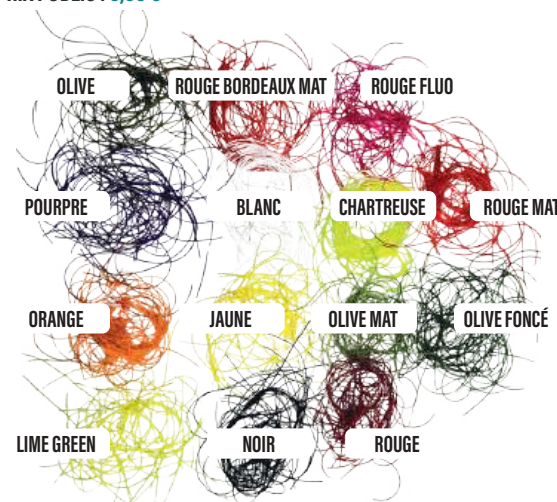 OLIVE
ROUGE BORDEAUX MAT
ROUGE FLUO
POURPRE
BLANC
CHARTREUSE
ROUGE MAT
ORANGE
JAUNE
OLIVE MAT
OLIVE FONCÉ
LIME GREEN
NOIR
ROUGE